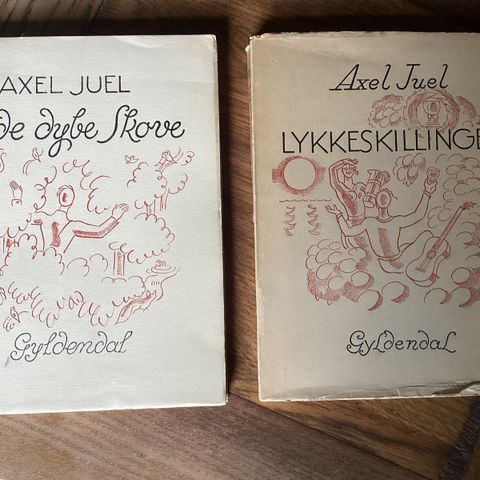 AXEL JUEL
de dybe Skove
Gyldendal
Axel Juel
LYKKESKILLINGE
Gyldendal